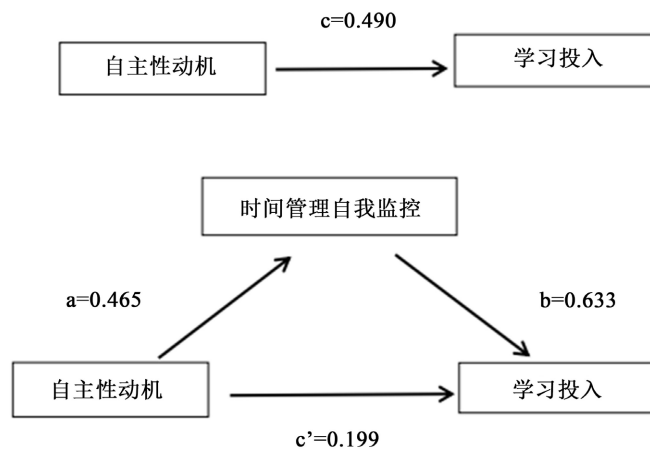 c=0.490
自主性动机
学习投入
时间管理自我监控
a=0.465
b=0.633
自主性动机
学习投入
c’=0.199